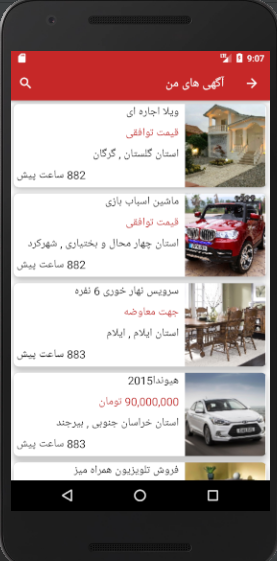 9:07
آگهی های من
ویلا اجاره ای
قیمت توافقی
استان گلستان , گرگان
882 ساعت پیش
ماشین اسباب بازی
قیمت توافقی
استان چهار محال و بختیاری , شهرکرد
882 ساعت پیش
سرویس نهار خوری 6 نفره
جهت معاوضه
استان ایلام , ایلام
883 ساعت پیش
هیوندا2015
90,000,000 تومان
استان خراسان جنوبی , بیرجند
883 ساعت پیش
فروش تلویزیون همراه میز